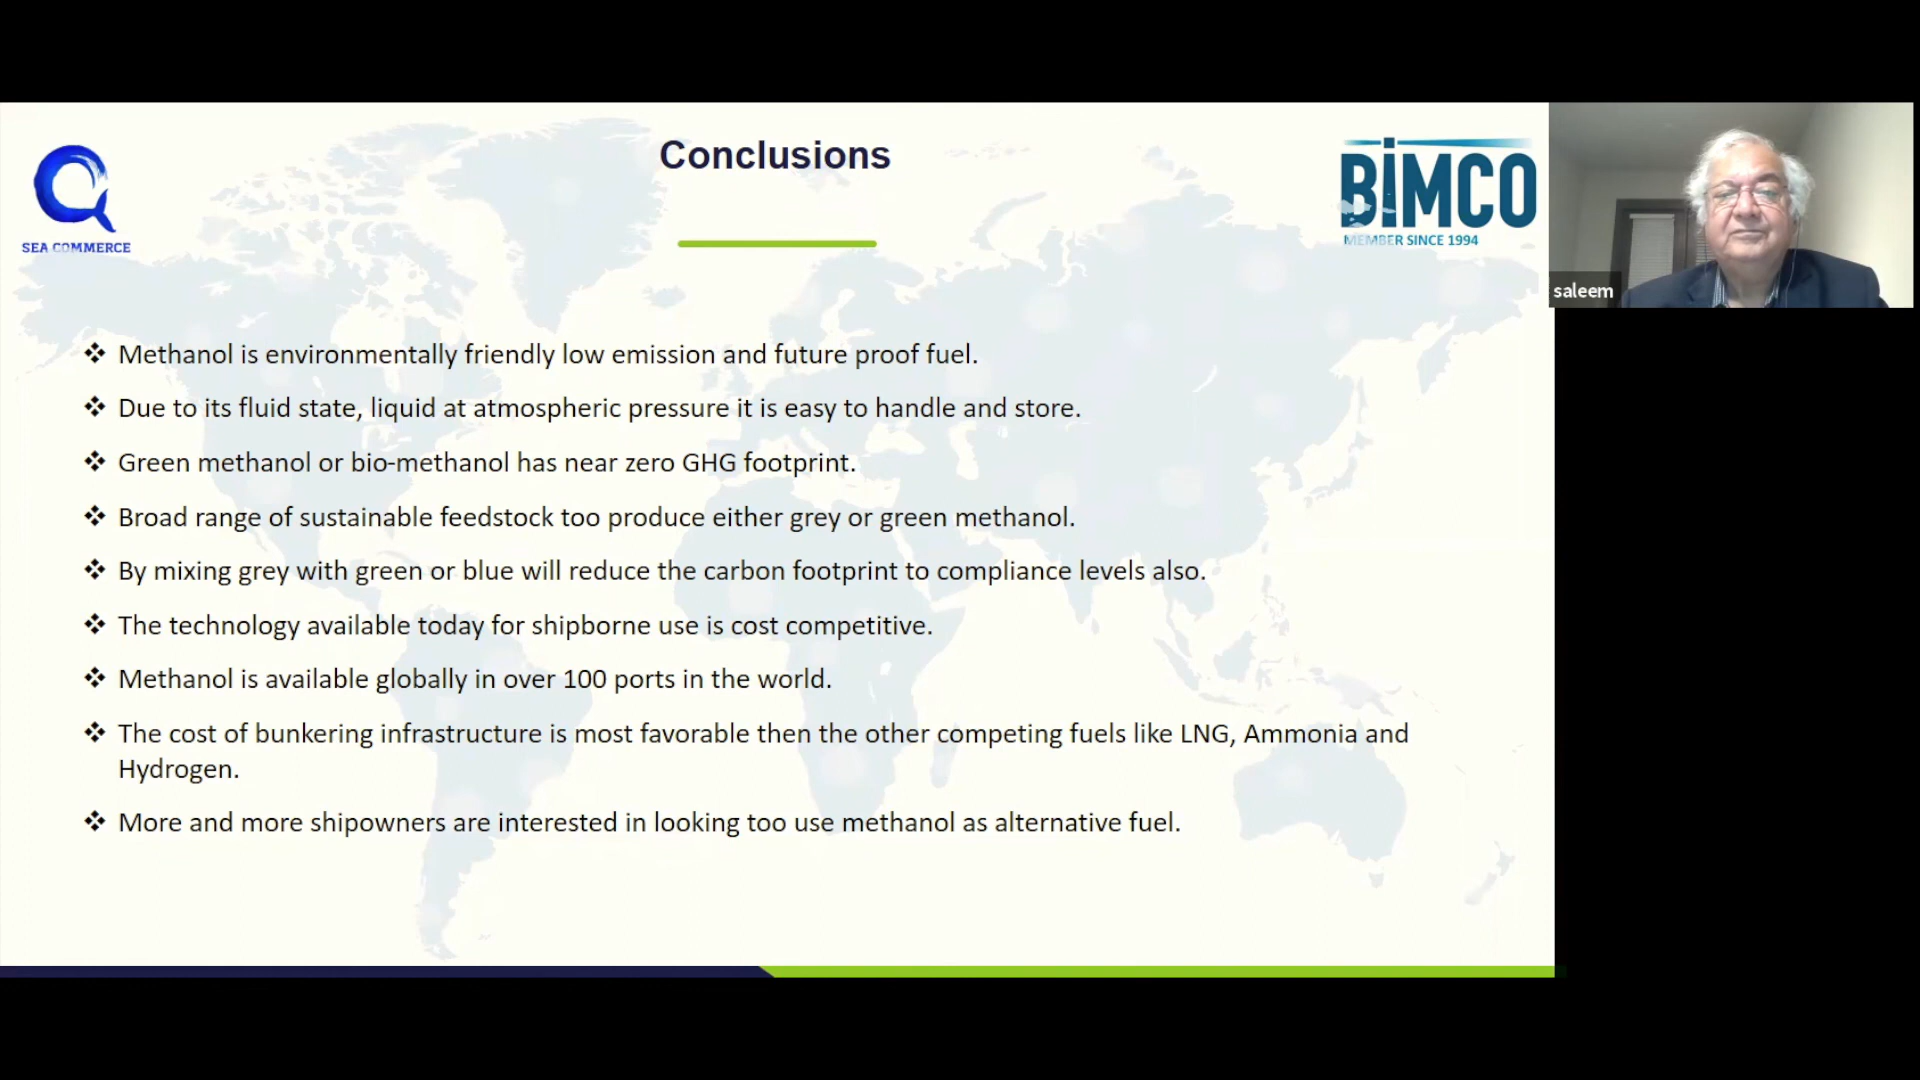 Conclusions
SEA COMMERCE
BIMCO
MEMBER SINCE 1994
saleem
❖ Methanol is environmentally friendly low emission and future proof fuel.
❖ Due to its fluid state, liquid at atmospheric pressure it is easy to handle and store.
❖ Green methanol or bio-methanol has near zero GHG footprint.
❖ Broad range of sustainable feedstock too produce either grey or green methanol.
❖ By mixing grey with green or blue will reduce the carbon footprint to compliance levels also.
❖ The technology available today for shipborne use is cost competitive.
❖ Methanol is available globally in over 100 ports in the world.
❖ The cost of bunkering infrastructure is most favorable then the other competing fuels like LNG, Ammonia and
Hydrogen.
❖ More and more shipowners are interested in looking too use methanol as alternative fuel.